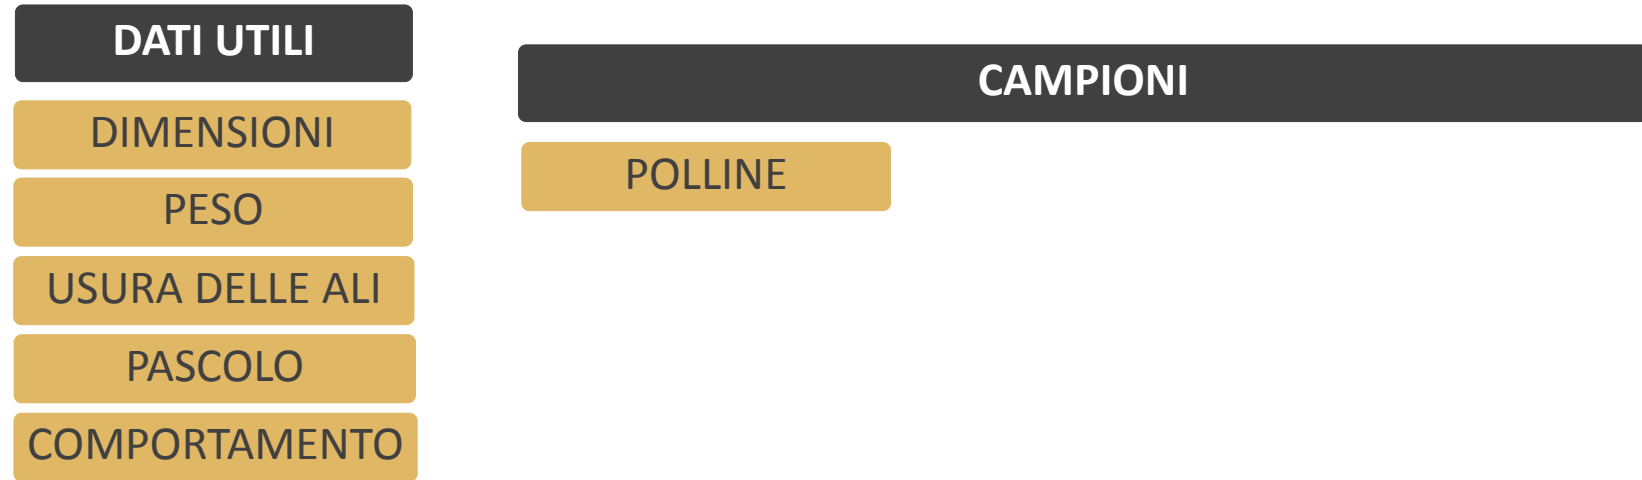 DATI UTILI
DIMENSIONI
PESO
USURA DELLE ALI
PASCOLO
COMPORTAMENTO
CAMPIONI
POLLINE